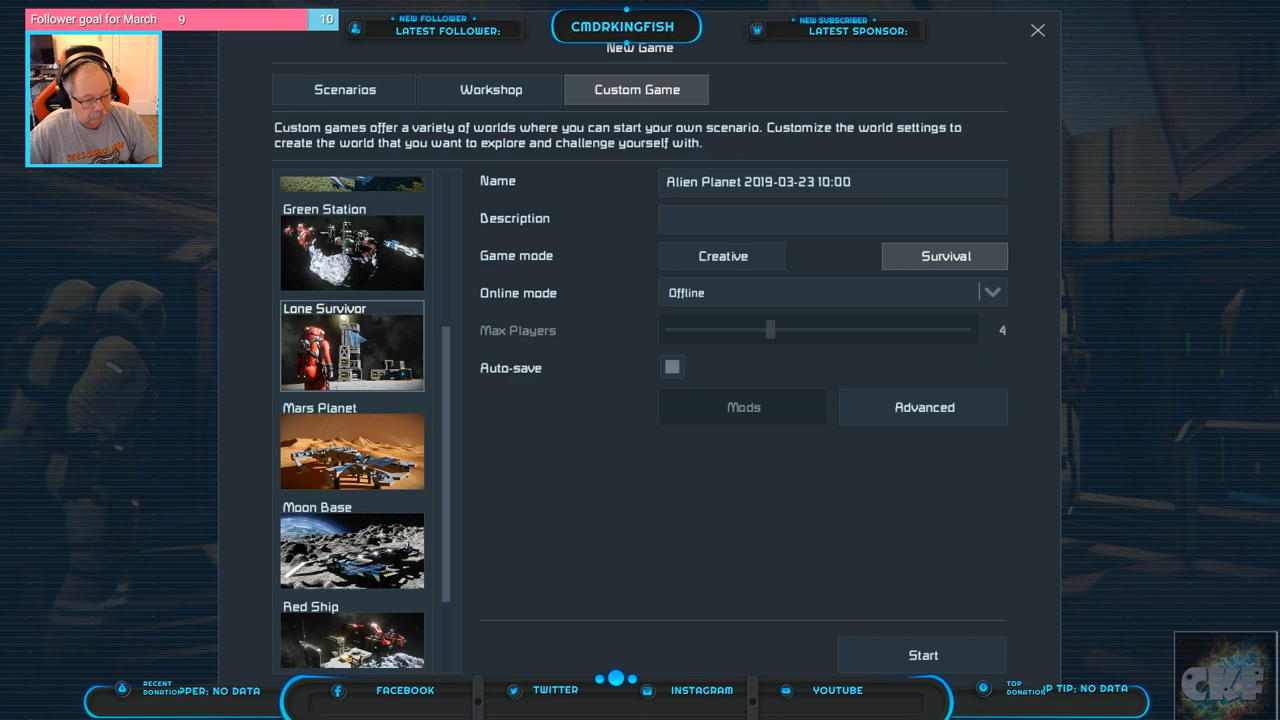 Follower goal for March 9 10
NEW FOLLOWER
LATEST FOLLOWER:
CMDRKINGFISH
NEW SUBSCRIBER
LATEST SPONSOR:
New Game
Scenarios Workshop Custom Game
Custom games offer a variety of worlds where you can start your own scenario. Customize the world settings to
create the world that you want to explore and challenge yourself with.
Green Station
Lone Survivor
Mars Planet
Moon Base
Red Ship
Name Alien Planet 2019-03-23 10:00
Description
Game mode Creative Survival
Online mode Offline
Max Players 4
Auto-save
Mods Advanced
Start
RECENT
DONATION
PPER: NO DATA
FACEBOOK TWITTER INSTAGRAM YOUTUBE
TOP
DONATION
P TIP: NO DATA
CKF